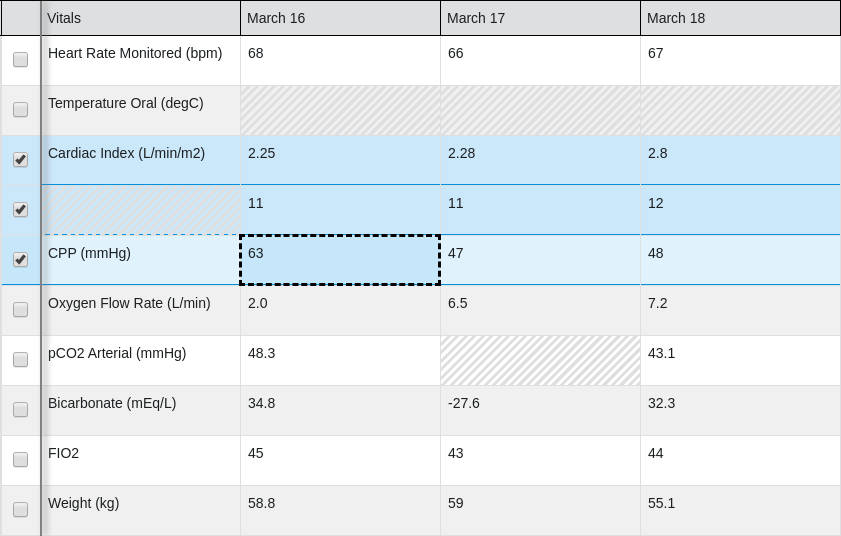 Vitals March 16 March 17 March 18
Heart Rate Monitored (bpm) 68 66 67
Temperature Oral (degC)
Cardiac Index (L/min/m2) 2.25 2.28 2.8
11 11 12
CPP (mmHg) 63 47 48
Oxygen Flow Rate (L/min) 2.0 6.5 7.2
pCO2 Arterial (mmHg) 48.3 43.1
Bicarbonate (mEq/L) 34.8 -27.6 32.3
FIO2 45 43 44
Weight (kg) 58.8 59 55.1